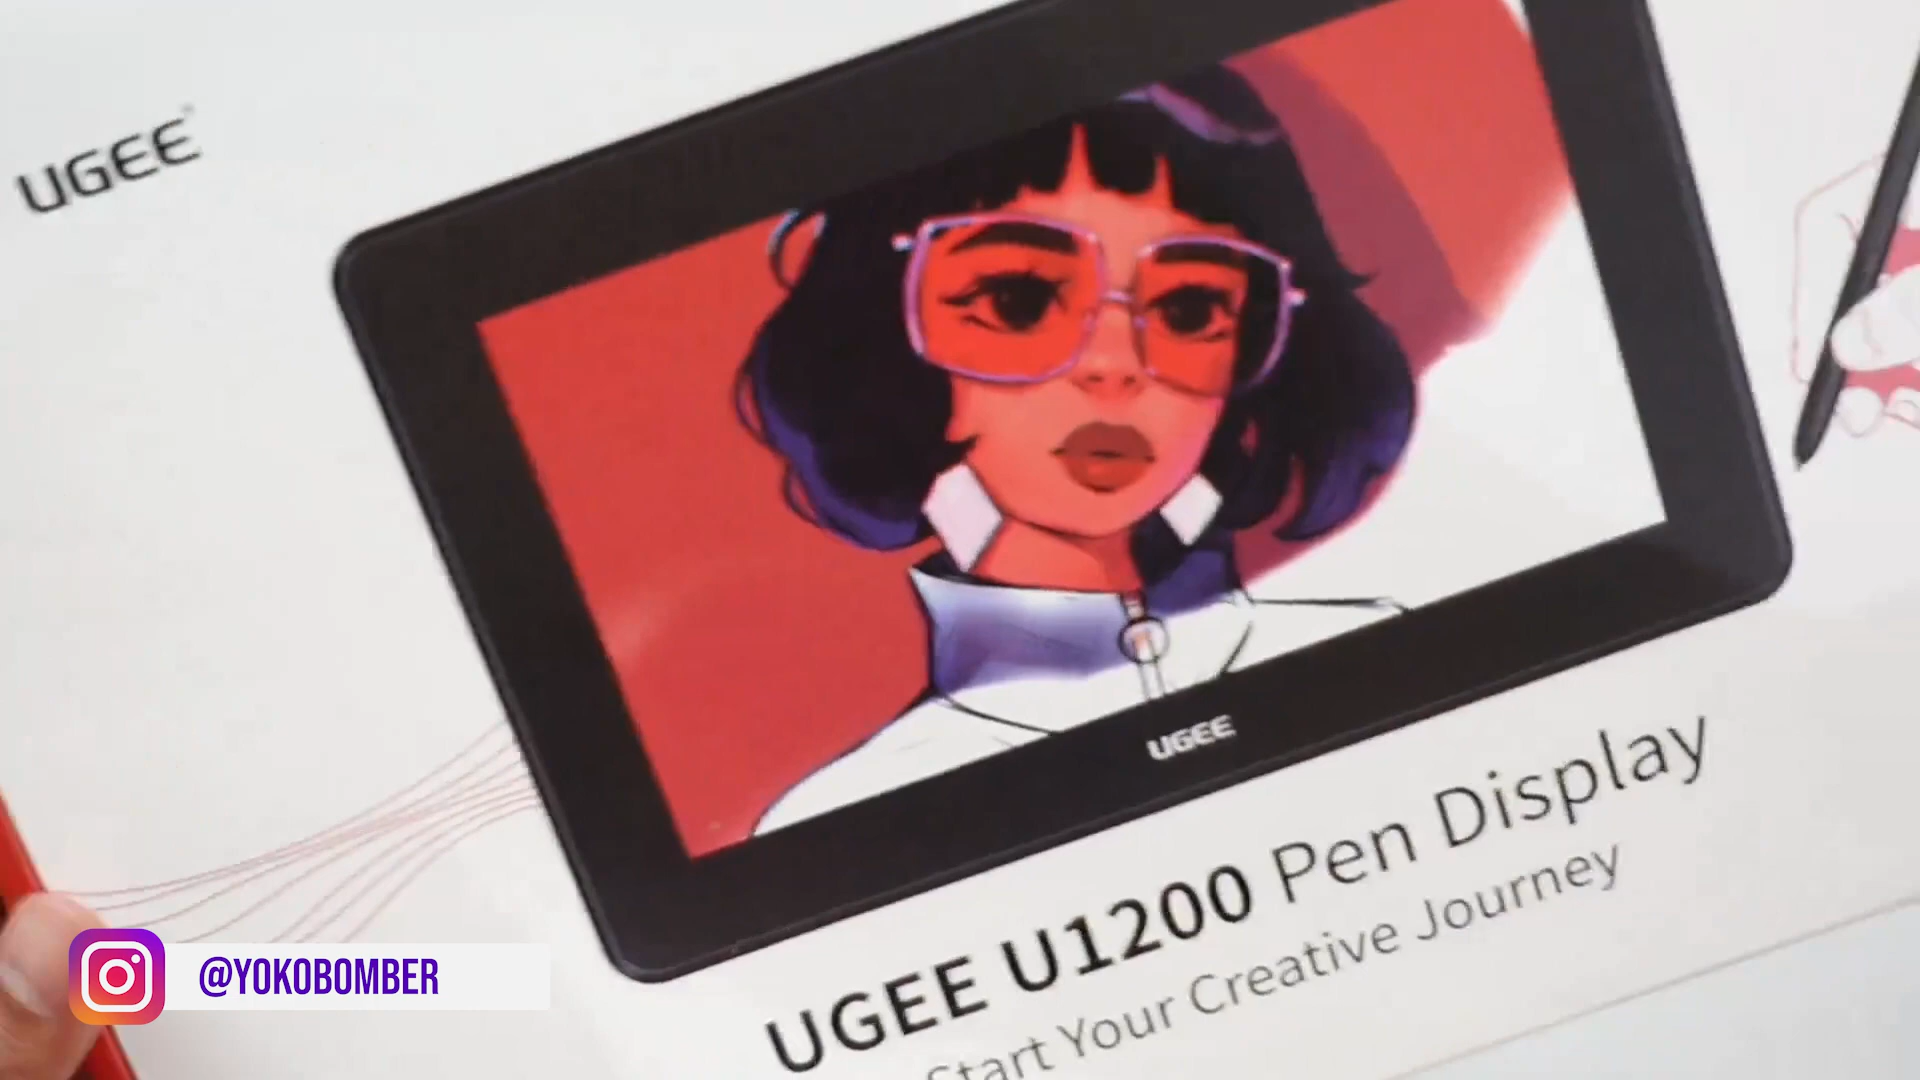 UGEE
UGEE
UGEE U1200 Pen Display
Start Your Creative Journey
@YOKOBOMBER